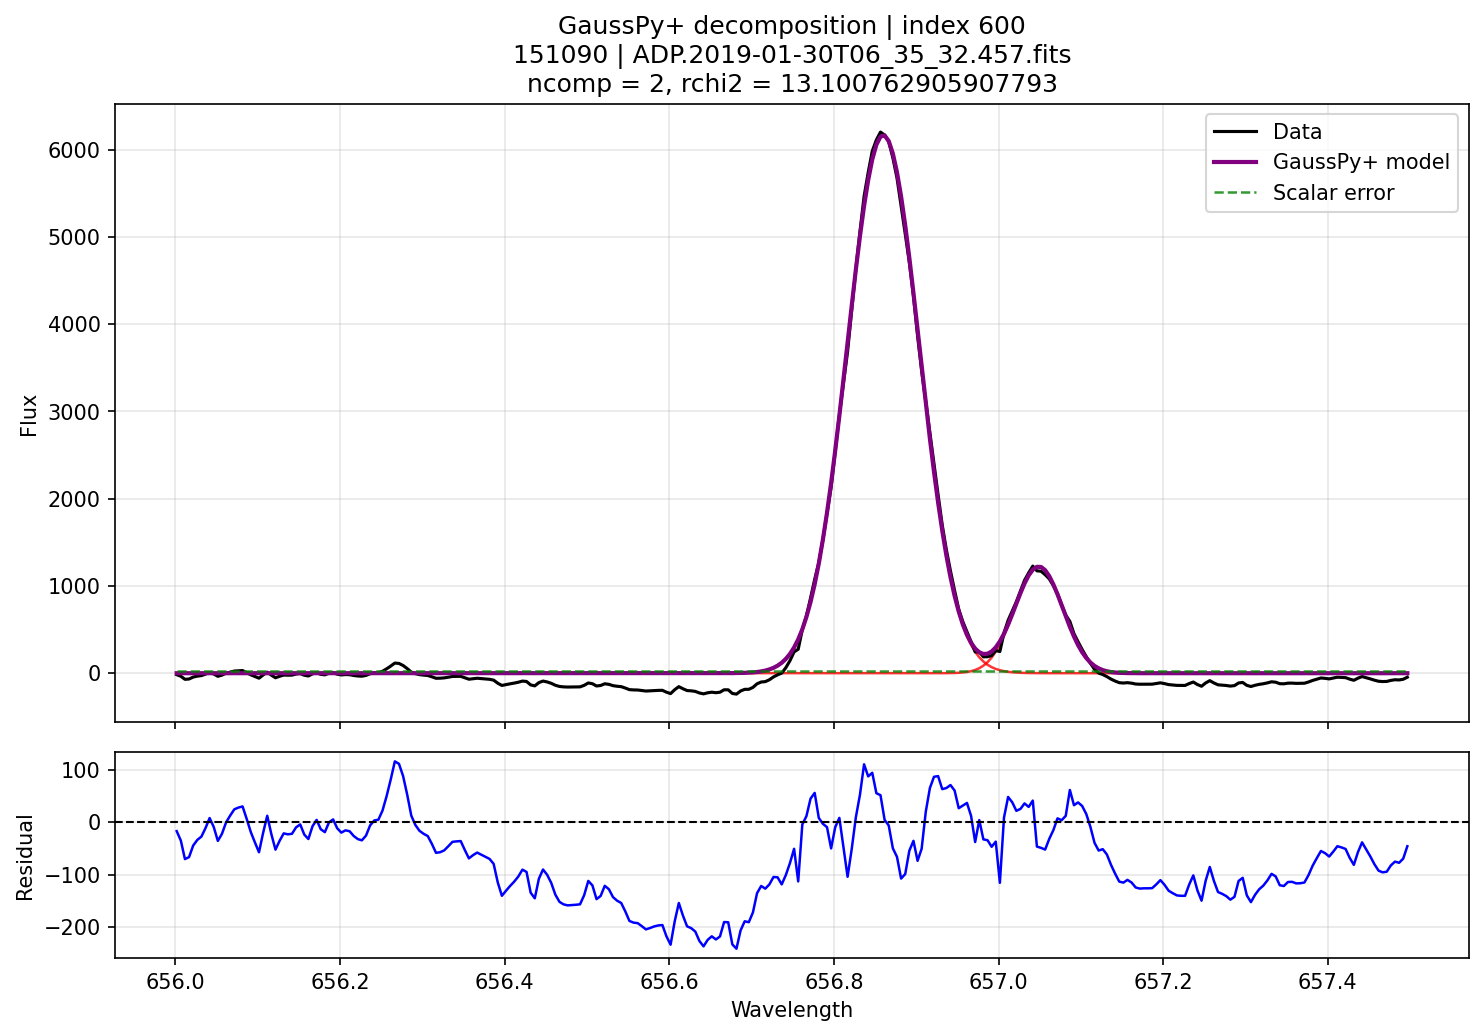 GaussPy+ decomposition | index 600
151090 | ADP.2019-01-30T06_35_32.457.fits
ncomp = 2, rchi2 = 13.100762905907793
Data
GaussPy+ model
Scalar error
Flux
6000
5000
4000
3000
2000
1000
0
Residual
100
0
−100
−200
656.0 656.2 656.4 656.6 656.8 657.0 657.2 657.4
Wavelength